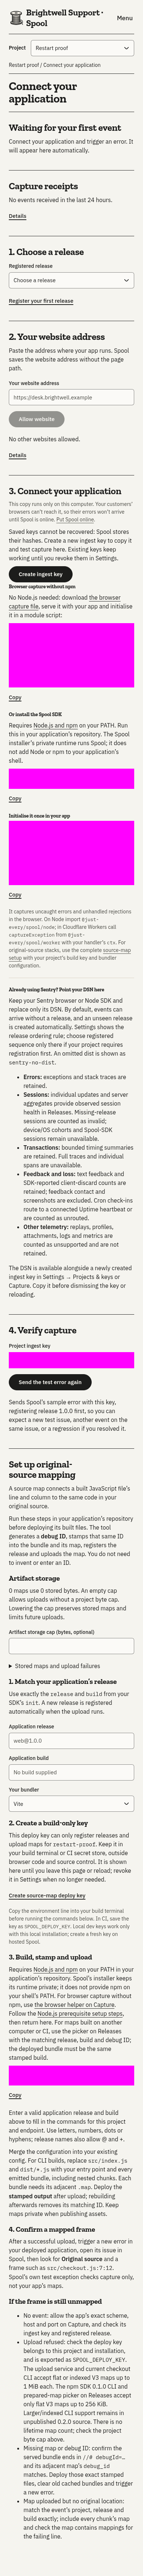 Brightwell Support ·
Spool
Menu
Project
Restart proof
Restart proof / Connect your application
Connect your
application
Waiting for your first event
Connect your application and trigger an error. It
will appear here automatically.
Capture receipts
No events received in the last 24 hours.
Details
1. Choose a release
Registered release
Choose a release
Register your first release
2. Your website address
Paste the address where your app runs. Spool
saves the website address without the page
path.
Your website address
https://desk.brightwell.example
Allow website
No other websites allowed.
Details
3. Connect your application
This copy runs only on this computer. Your customers'
browsers can't reach it, so their errors won't arrive
until Spool is online. Put Spool online.
Saved keys cannot be recovered: Spool stores
their hashes. Create a new ingest key to copy it
and test capture here. Existing keys keep
working until you revoke them in Settings.
Create ingest key
Browser capture without npm
No Node.js needed: download the browser
capture file, serve it with your app and initialise
it in a module script:
Copy
Or install the Spool SDK
Requires Node.js and npm on your PATH. Run
this in your application's repository. The Spool
installer's private runtime runs Spool; it does
not add Node or npm to your application's
shell.
Copy
Initialise it once in your app
Copy
It captures uncaught errors and unhandled rejections
in the browser. On Node import @just-
every/spool/node; in Cloudflare Workers call
captureException from @just-
every/spool/workers with your handler's ctx. For
original-source stacks, use the complete source-map
setup with your project's build key and bundler
configuration.
Already using Sentry? Point your DSN here
Keep your Sentry browser or Node SDK and
replace only its DSN. By default, events can
arrive without a release, and an unseen release
is created automatically. Settings shows the
release ordering rule; choose registered
sequence only there if your project requires
registration first. An omitted dist is shown as
sentry-no-dist.
• Errors: exceptions and stack traces are
retained.
• Sessions: individual updates and server
aggregates provide observed session
health in Releases. Missing-release
sessions are counted as invalid;
device/OS cohorts and Spool-SDK
sessions remain unavailable.
• Transactions: bounded timing summaries
are retained. Full traces and individual
spans are unavailable.
• Feedback and loss: text feedback and
SDK-reported client-discard counts are
retained; feedback contact and
screenshots are excluded. Cron check-ins
are routed to a connected Uptime heartbeat or
are counted as unrouted.
• Other telemetry: replays, profiles,
attachments, logs and metrics are
counted as unsupported and are not
retained.
The DSN is available alongside a newly created
ingest key in Settings → Projects & keys or
Capture. Copy it before dismissing the key or
reloading.
4. Verify capture
Project ingest key
Send the test error again
Sends Spool's sample error with this key,
registering release 1.0.0 first, so you can
expect a new test issue, another event on the
same issue, or a regression if you resolved it.
Set up original-
source mapping
A source map connects a built JavaScript file's
line and column to the same code in your
original source.
Run these steps in your application's repository
before deploying its built files. The tool
generates a debug ID, stamps that same ID
into the bundle and its map, registers the
release and uploads the map. You do not need
to invent or enter an ID.
Artifact storage
0 maps use 0 stored bytes. An empty cap
allows uploads without a project byte cap.
Lowering the cap preserves stored maps and
limits future uploads.
Artifact storage cap (bytes, optional)
Stored maps and upload failures
1. Match your application's release
Use exactly the release and build from your
SDK's init. A new release is registered
automatically when the upload runs.
Application release
web@1.0.0
Application build
No build supplied
Your bundler
Vite
2. Create a build-only key
This deploy key can only register releases and
upload maps for restart-proof. Keep it in
your build terminal or CI secret store, outside
browser code and source control. It is shown
here until you leave this page or reload; revoke
it in Settings when no longer needed.
Create source-map deploy key
Copy the environment line into your build terminal
before running the commands below. In CI, save the
key as SPOOL_DEPLOY_KEY. Local dev keys work only
with this local installation; create a fresh key on
hosted Spool.
3. Build, stamp and upload
Requires Node.js and npm on your PATH in your
application's repository. Spool's installer keeps
its runtime private; it does not provide npm on
your shell's PATH. For browser capture without
npm, use the browser helper on Capture.
Follow the Node.js prerequisite setup steps,
then return here. For maps built on another
computer or CI, use the picker on Releases
with the matching release, build and debug ID;
the deployed bundle must be the same
stamped build.
Copy
Enter a valid application release and build
above to fill in the commands for this project
and endpoint. Use letters, numbers, dots or
hyphens; release names also allow @ and +.
Merge the configuration into your existing
config. For CLI builds, replace src/index.js
and dist/*.js with your entry point and every
emitted bundle, including nested chunks. Each
bundle needs its adjacent .map. Deploy the
stamped output after upload; rebuilding
afterwards removes its matching ID. Keep
maps private when publishing assets.
4. Confirm a mapped frame
After a successful upload, trigger a new error in
your deployed application, open its issue in
Spool, then look for Original source and a
frame such as src/checkout.js:7:12.
Spool's own test exception checks capture only,
not your app's maps.
If the frame is still unmapped
• No event: allow the app's exact scheme,
host and port on Capture, and check its
ingest key and registered release.
• Upload refused: check the deploy key
belongs to this project and installation,
and is exported as SPOOL_DEPLOY_KEY.
The upload service and current checkout
CLI accept flat or indexed V3 maps up to
1 MiB each. The npm SDK 0.1.0 CLI and
prepared-map picker on Releases accept
only flat V3 maps up to 256 KiB.
Larger/indexed CLI support remains in
unpublished 0.2.0 source. There is no
lifetime map count; check the project
byte cap above.
• Missing map or debug ID: confirm the
served bundle ends in //# debugId=…
and its adjacent map's debug_id
matches. Deploy those exact stamped
files, clear old cached bundles and trigger
a new error.
• Map uploaded but no original location:
match the event's project, release and
build exactly; include every chunk's map
and check the map contains mappings for
the failing line.